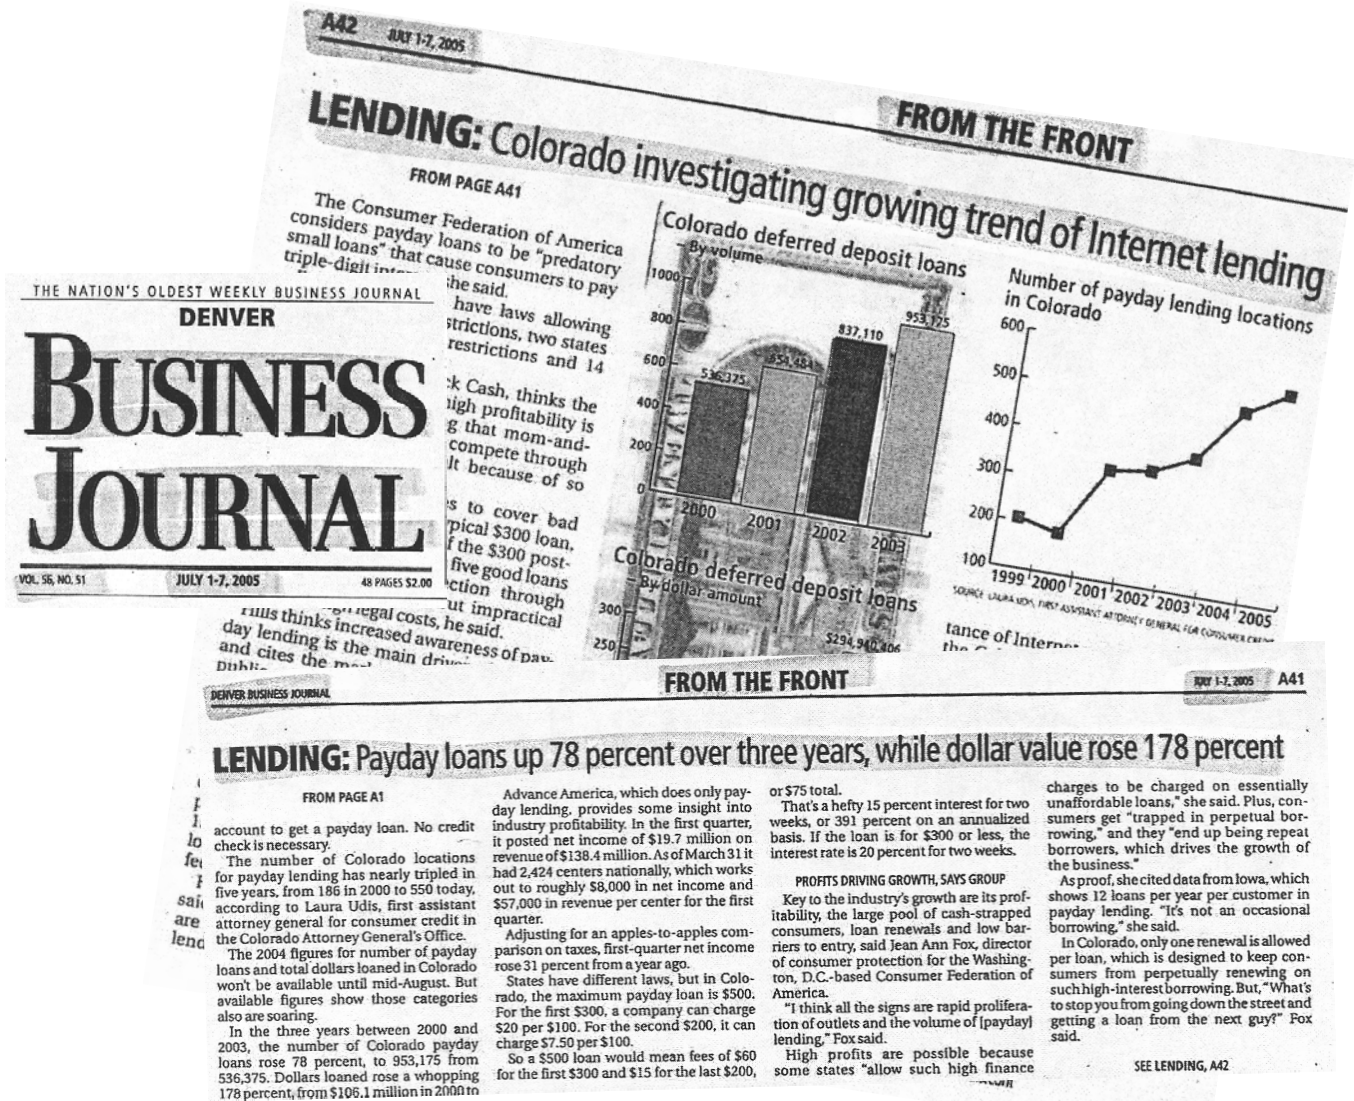 A42 JULY 1-7, 2005
FROM THE FRONT
LENDING: Colorado investigating growing trend of Internet lending
FROM PAGE A41
The Consumer Federation of America
considers payday loans to be "predatory
small loans" that cause consumers to pay
triple-digit
she said.
have laws allowing
two states
restrictions and 14
Cash, thinks the
high profitability is
that mom-and-
compete through
because of so
to cover bad
$300 loan,
the $300 post-
five good loans
through
ut impractical
legal costs, he said.
thinks increased awareness of pay-
day lending is the main
and cites the
Colorado deferred deposit loans
By volume
1000
800
600
400
200
0
536,375
654,484
837,110
953,175
2000
2001
2002
2003
Colorado deferred deposit loans
By dollar amount
300
250
$294,940,406
Number of payday lending locations
in Colorado
600
500
400
300
200
100
1999 2000 2001 2002 2003 2004 2005
SOURCE: LAURA UDIS, FIRST ASSISTANT ATTORNEY GENERAL FOR CONSUMER CREDIT
tance of Internet
THE NATION'S OLDEST WEEKLY BUSINESS JOURNAL
DENVER
BUSINESS
JOURNAL
VOL. 56, NO. 51 JULY 1-7, 2005 48 PAGES $2.00
DENVER BUSINESS JOURNAL FROM THE FRONT JULY 1-7, 2005 A41
LENDING: Payday loans up 78 percent over three years, while dollar value rose 178 percent
FROM PAGE A1
account to get a payday loan. No credit
check is necessary.
The number of Colorado locations
for payday lending has nearly tripled in
five years, from 186 in 2000 to 550 today,
according to Laura Udis, first assistant
attorney general for consumer credit in
the Colorado Attorney General's Office.
The 2004 figures for number of payday
loans and total dollars loaned in Colorado
won't be available until mid-August. But
available figures show those categories
also are soaring.
In the three years between 2000 and
2003, the number of Colorado payday
loans rose 78 percent, to 953,175 from
536,375. Dollars loaned rose a whopping
178 percent, from $106.1 million in 2000 to
Advance America, which does only pay-
day lending, provides some insight into
industry profitability. In the first quarter,
it posted net income of $19.7 million on
revenue of $138.4 million. As of March 31 it
had 2,424 centers nationally, which works
out to roughly $8,000 in net income and
$57,000 in revenue per center for the first
quarter.
Adjusting for an apples-to-apples com-
parison on taxes, first-quarter net income
rose 31 percent from a year ago.
States have different laws, but in Colo-
rado, the maximum payday loan is $500.
For the first $300, a company can charge
$20 per $100. For the second $200, it can
charge $7.50 per $100.
So a $500 loan would mean fees of $60
for the first $300 and $15 for the last $200,
or $75 total.
That's a hefty 15 percent interest for two
weeks, or 391 percent on an annualized
basis. If the loan is for $300 or less, the
interest rate is 20 percent for two weeks.
PROFITS DRIVING GROWTH, SAYS GROUP
Key to the industry's growth are its prof-
itability, the large pool of cash-strapped
consumers, loan renewals and low bar-
riers to entry, said Jean Ann Fox, director
of consumer protection for the Washing-
ton, D.C.-based Consumer Federation of
America.
"I think all the signs are rapid prolifera-
tion of outlets and the volume of [payday]
lending," Fox said.
High profits are possible because
some states "allow such high finance
charges to be charged on essentially
unaffordable loans," she said. Plus, con-
sumers get "trapped in perpetual bor-
rowing," and they "end up being repeat
borrowers, which drives the growth of
the business."
As proof, she cited data from Iowa, which
shows 12 loans per year per customer in
payday lending. "It's not an occasional
borrowing," she said.
In Colorado, only one renewal is allowed
per loan, which is designed to keep con-
sumers from perpetually renewing on
such high-interest borrowing. But, "What's
to stop you from going down the street and
getting a loan from the next guy?" Fox
said.
SEE LENDING, A42